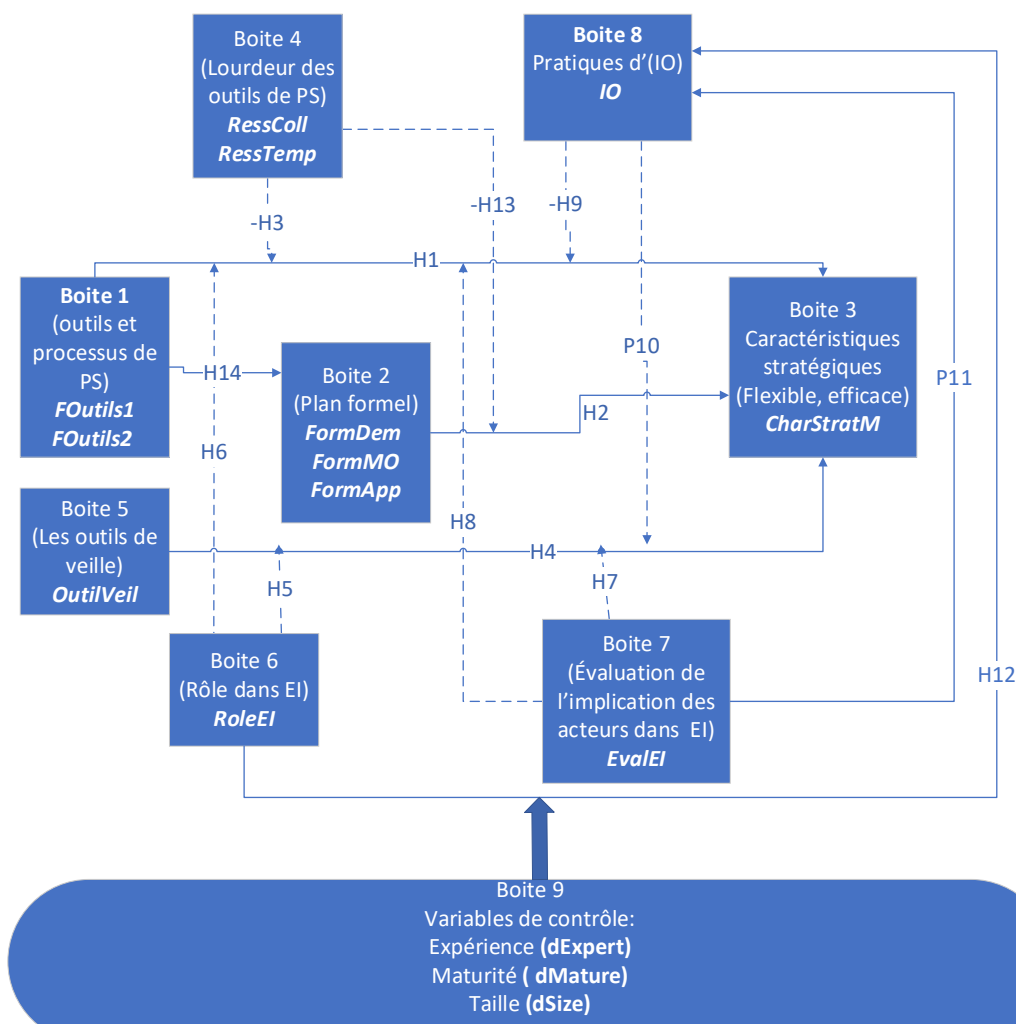 Boite 4
(Lourdeur des
outils de PS)
RessColl
RessTemp
Boite 8
Pratiques d'(IO)
IO
-H3
-H13
-H9
H1
Boite 1
(outils et
processus de
PS)
FOutils1
FOutils2
H14
Boite 2
(Plan formel)
FormDem
FormMO
FormApp
H2
P10
Boite 3
Caractéristiques
stratégiques
(Flexible, efficace)
CharStratM
P11
H6
H8
Boite 5
(Les outils de
veille)
OutilVeil
H4
H5
H7
Boite 6
(Rôle dans EI)
RoleEI
Boite 7
(Évaluation de
l'implication des
acteurs dans EI)
EvalEI
H12
Boite 9
Variables de contrôle:
Expérience (dExpert)
Maturité ( dMature)
Taille (dSize)